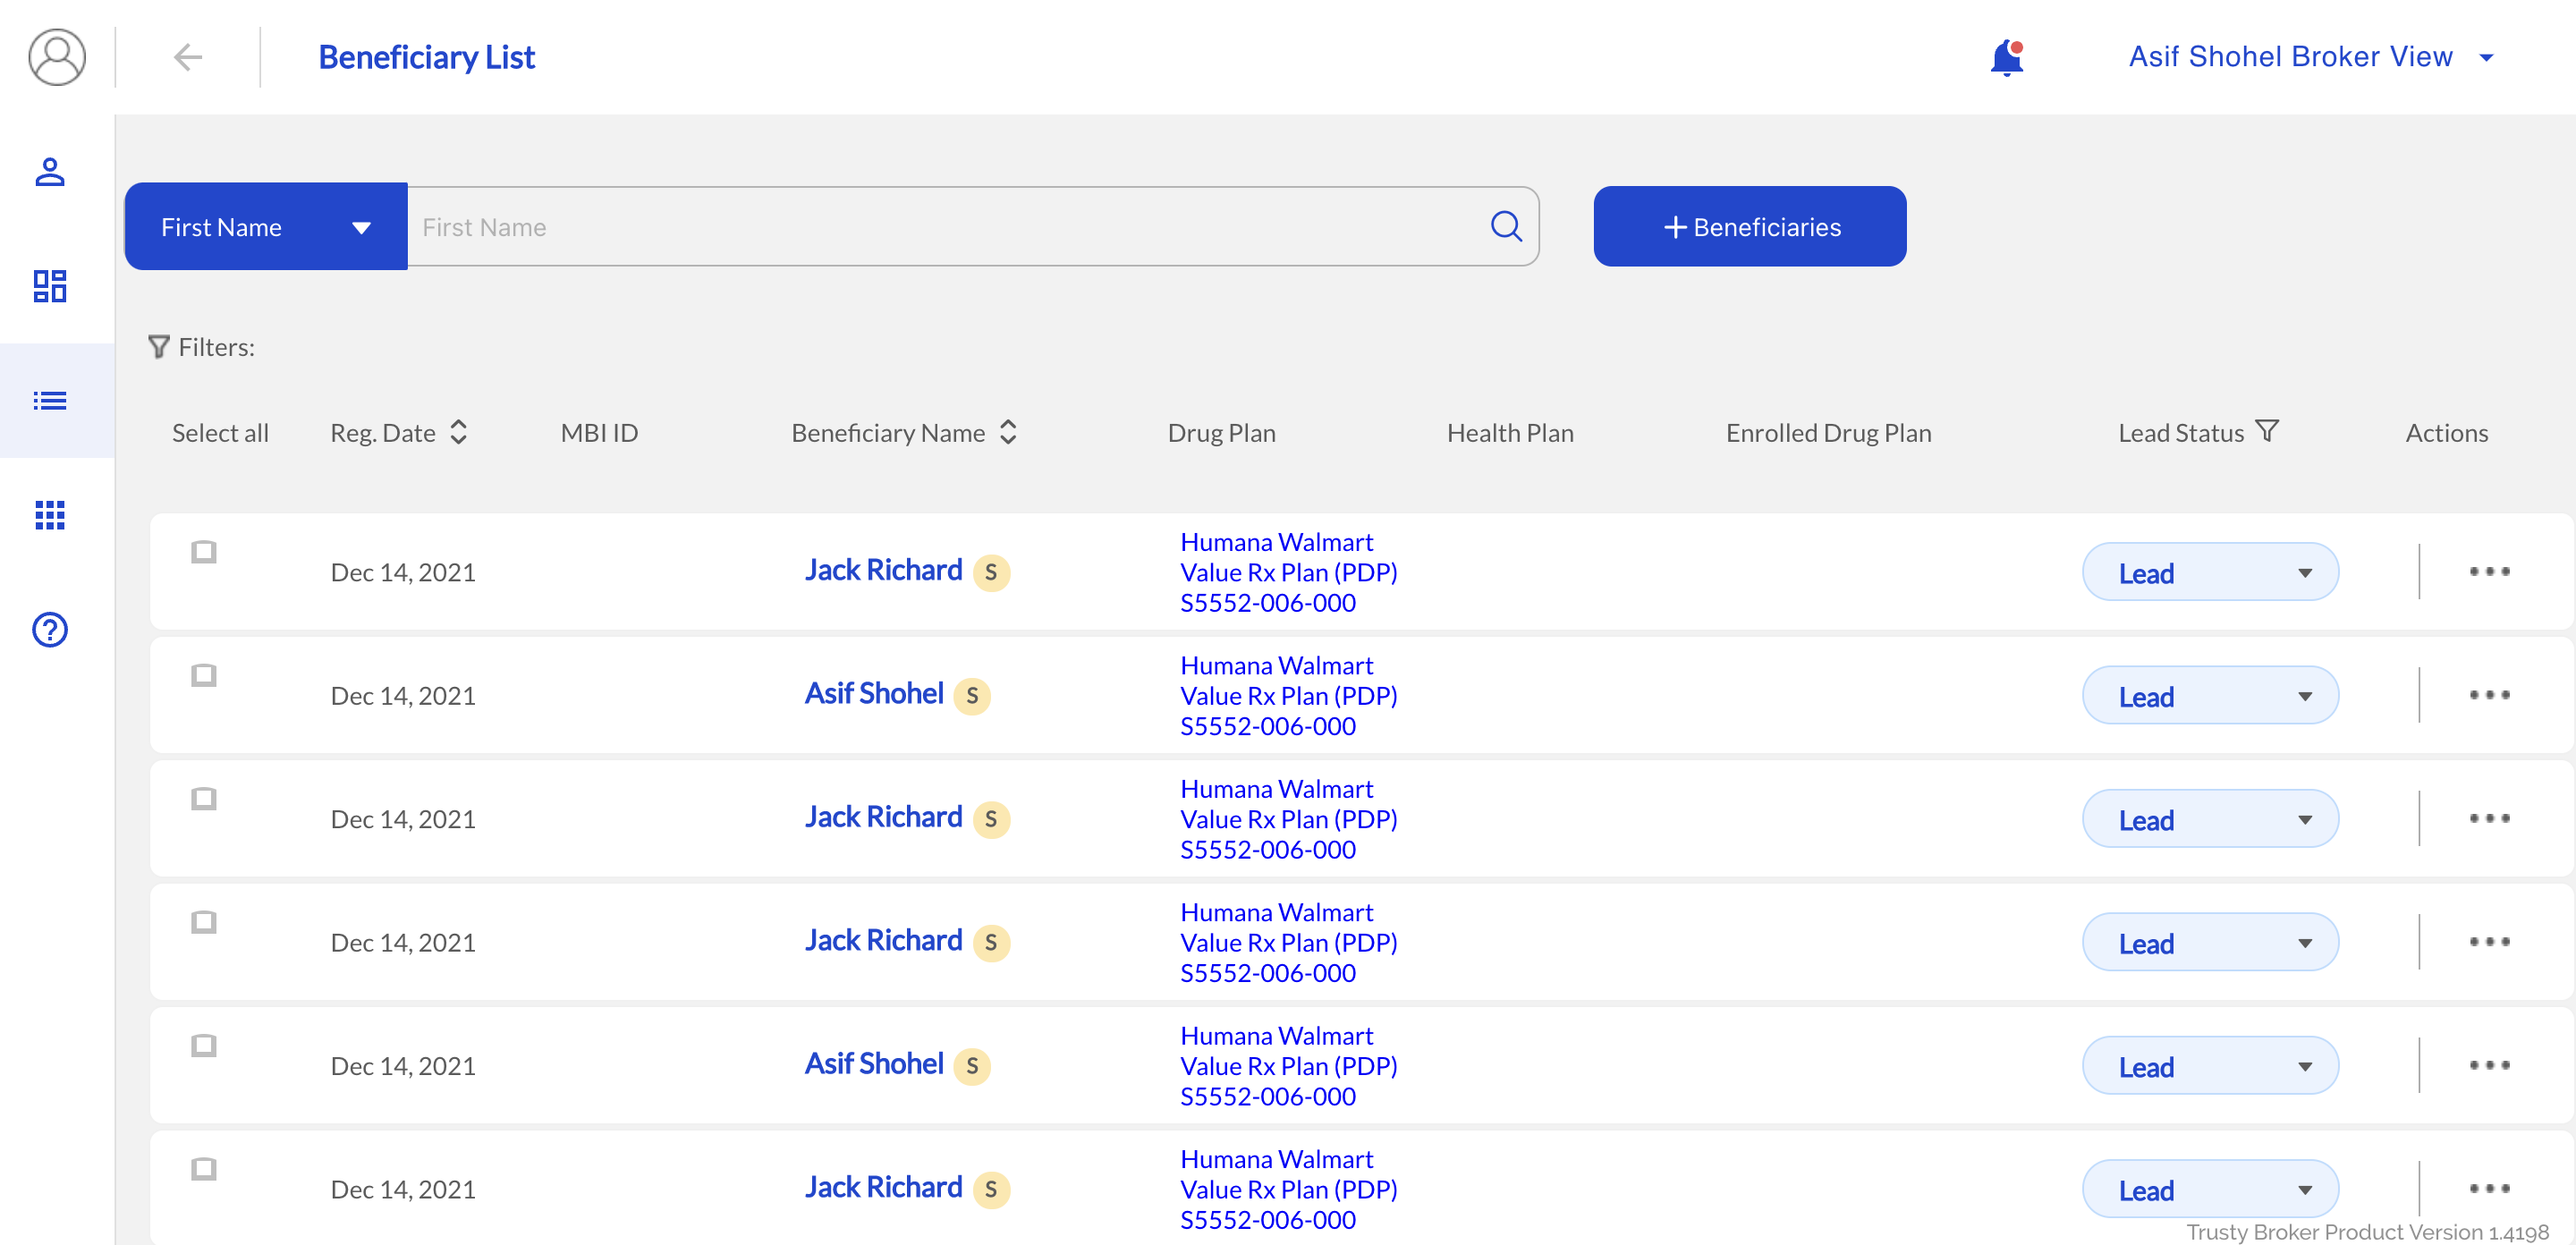 Beneficiary List
Asif Shohel Broker View
First Name
First Name
+ Beneficiaries
Filters:
Select all
Reg. Date
MBI ID
Beneficiary Name
Drug Plan
Health Plan
Enrolled Drug Plan
Lead Status
Actions
Dec 14, 2021
Jack Richard S
Humana Walmart
Value Rx Plan (PDP)
S5552-006-000
Lead
Dec 14, 2021
Asif Shohel S
Humana Walmart
Value Rx Plan (PDP)
S5552-006-000
Lead
Dec 14, 2021
Jack Richard S
Humana Walmart
Value Rx Plan (PDP)
S5552-006-000
Lead
Dec 14, 2021
Jack Richard S
Humana Walmart
Value Rx Plan (PDP)
S5552-006-000
Lead
Dec 14, 2021
Asif Shohel S
Humana Walmart
Value Rx Plan (PDP)
S5552-006-000
Lead
Dec 14, 2021
Jack Richard S
Humana Walmart
Value Rx Plan (PDP)
S5552-006-000
Lead
Trusty Broker Product Version 1.4198